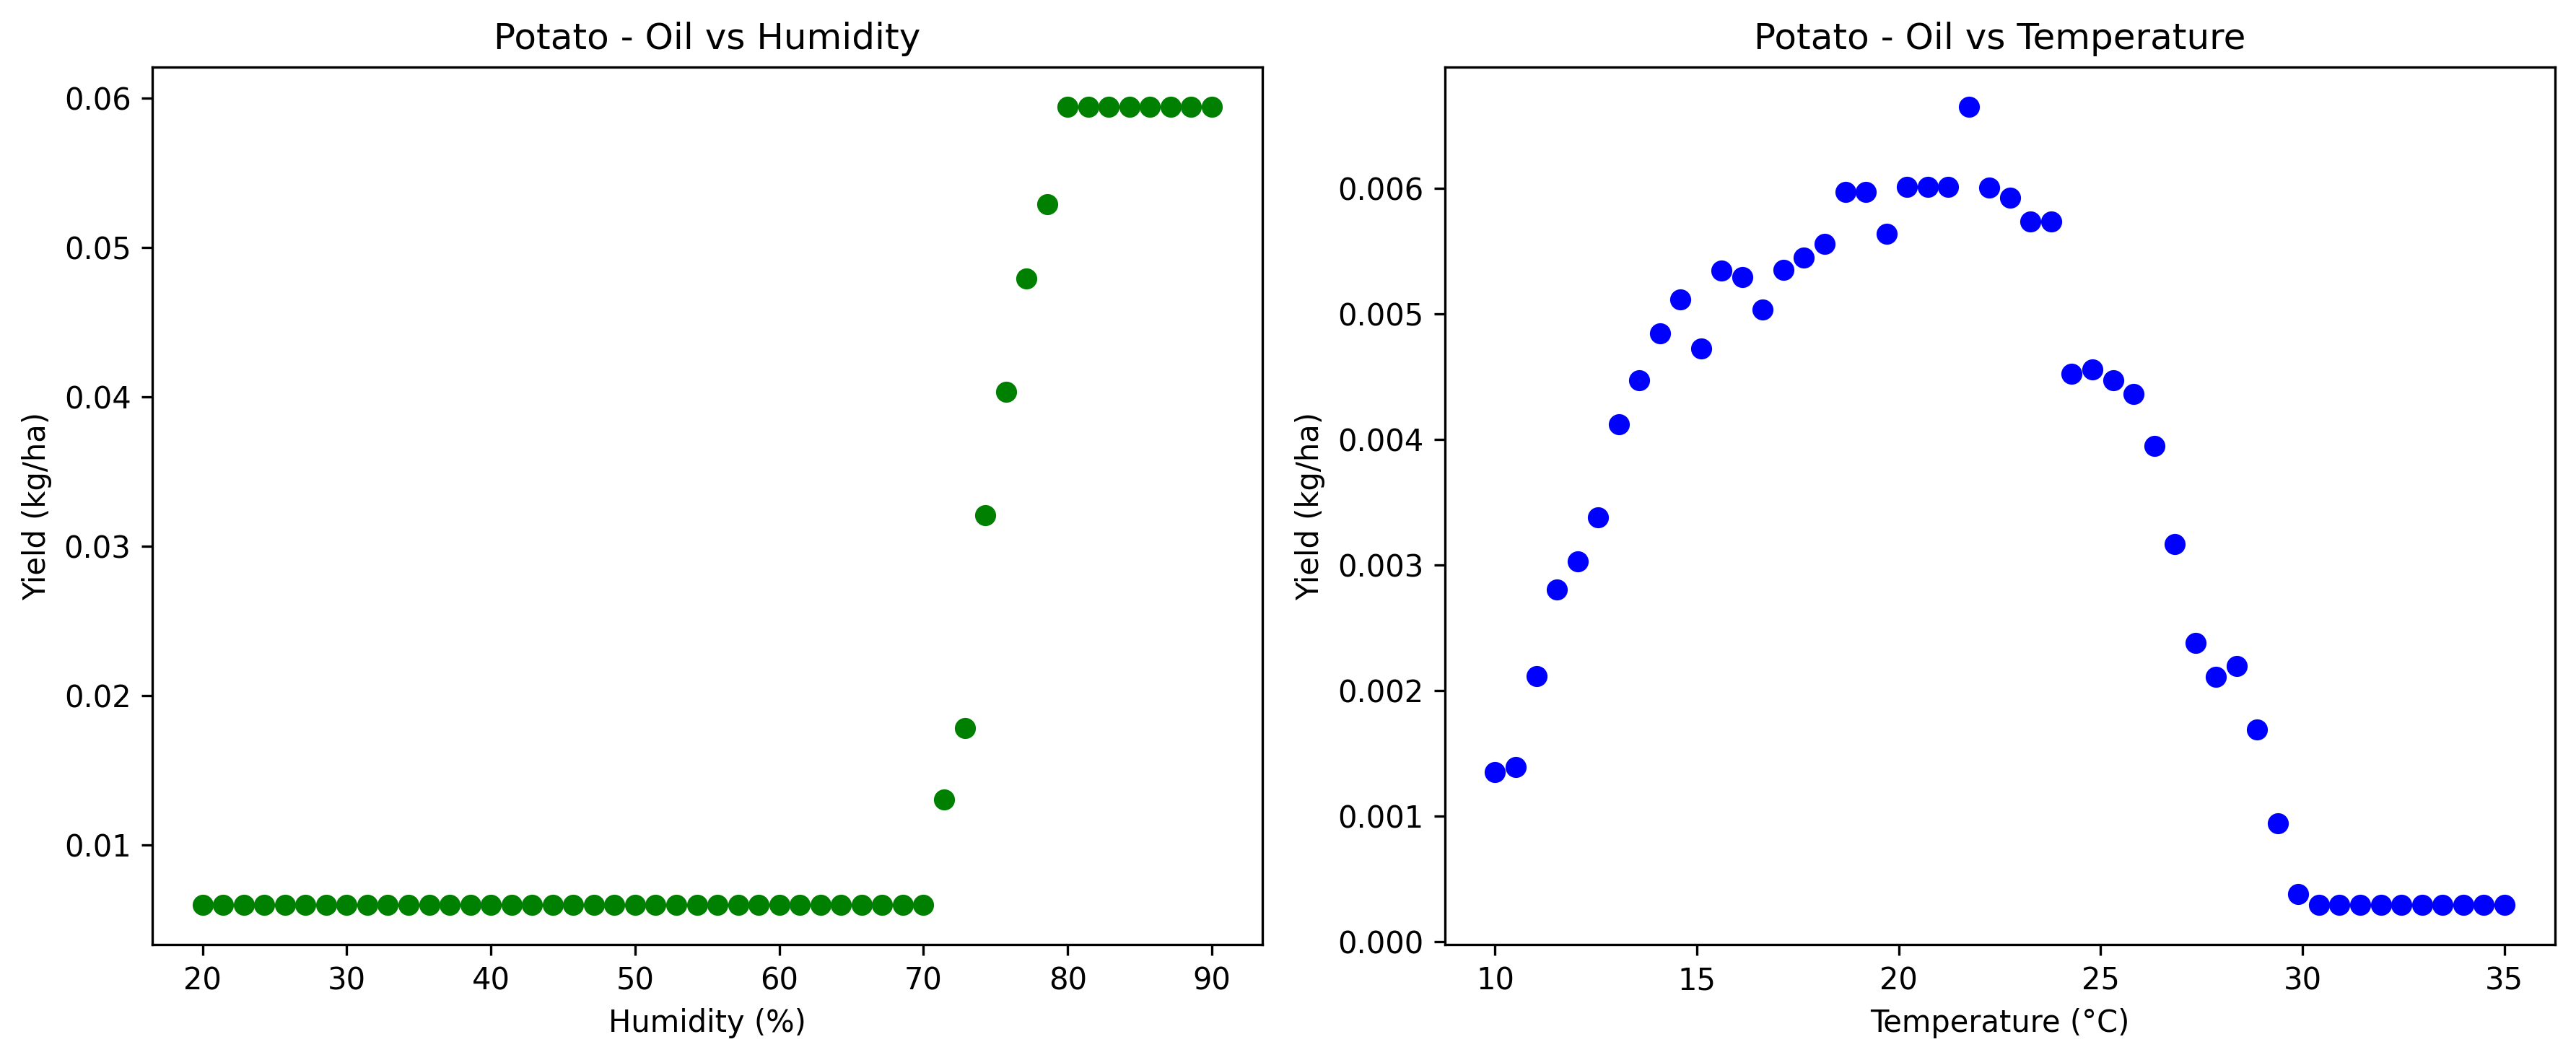 Potato - Oil vs Humidity
Yield (kg/ha)
0.06
0.05
0.04
0.03
0.02
0.01
20 30 40 50 60 70 80 90
Humidity (%)
Potato - Oil vs Temperature
Yield (kg/ha)
0.006
0.005
0.004
0.003
0.002
0.001
0.000
10 15 20 25 30 35
Temperature (°C)